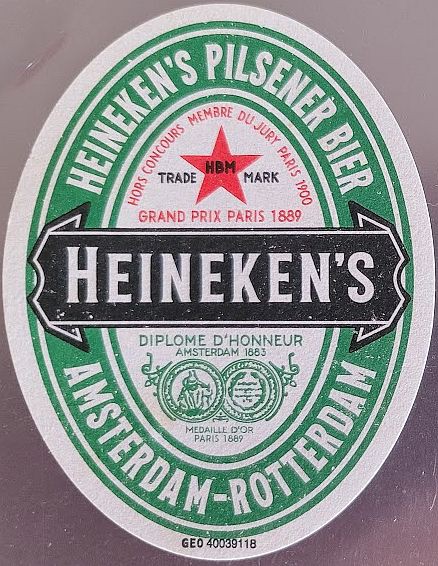 HEINEKEN'S PILSENER BIER
HORS CONCOURS MEMBRE DU JURY PARIS 1900
HBM
TRADE MARK
GRAND PRIX PARIS 1889
HEINEKEN'S
DIPLOME D'HONNEUR
AMSTERDAM 1883
MEDAILLE D'OR
PARIS 1889
AMSTERDAM-ROTTERDAM
GEO 40039118